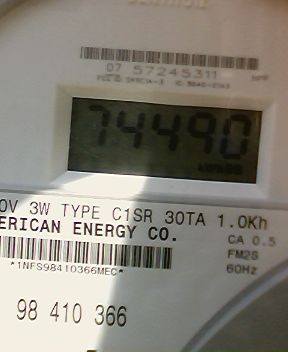 07 57245311
74490
0V 3W TYPE C1SR 30TA 1.0Kh
ERICAN ENERGY CO.
CA 0.5
*1NFS98410366MEC*
FM2S
60Hz
98 410 366